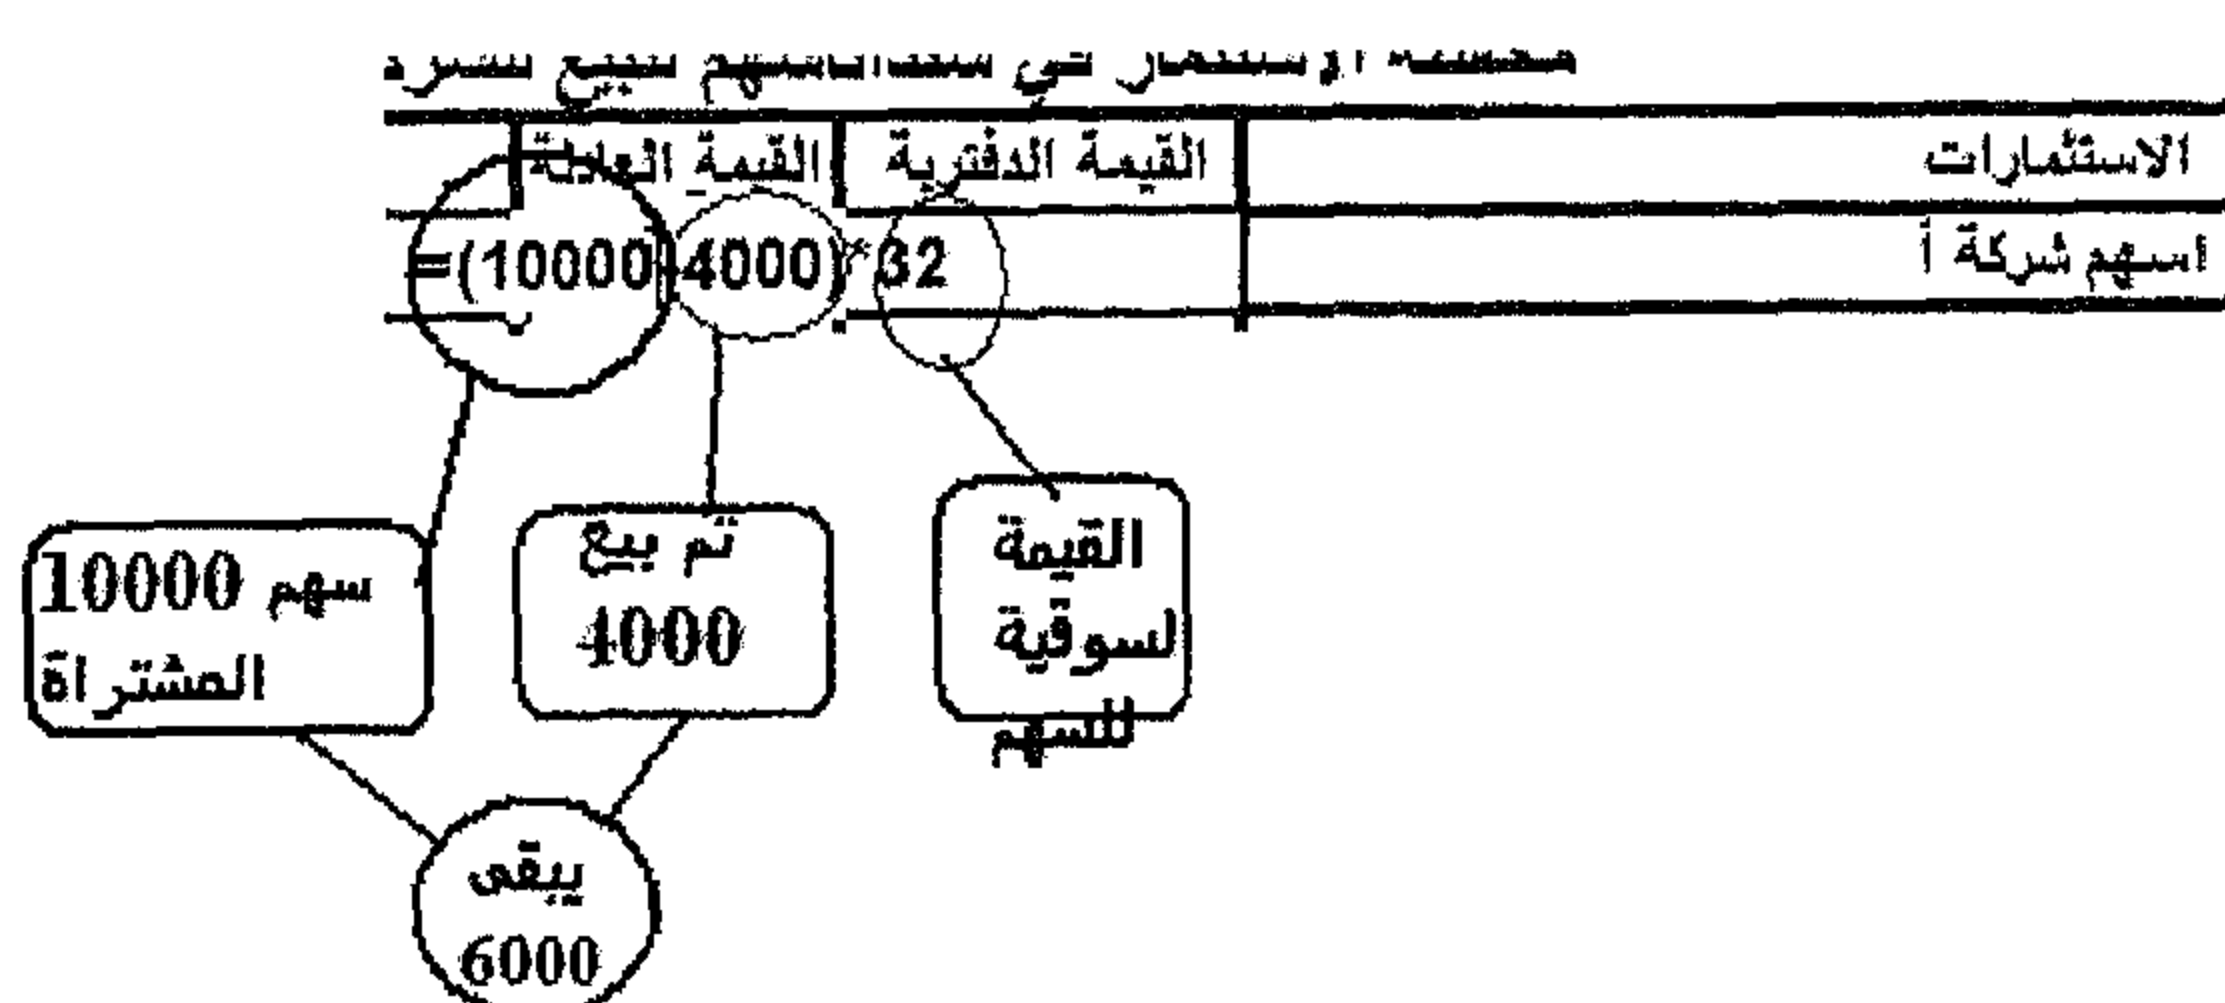 الاستثمارات القيمة الدفترية القيمة العادلة
اسهم شركة أ =(10000-4000)*32
10000 سهم
المشتراة
تم بيع
4000
القيمة
لسوقية
للسهم
يبقى
6000